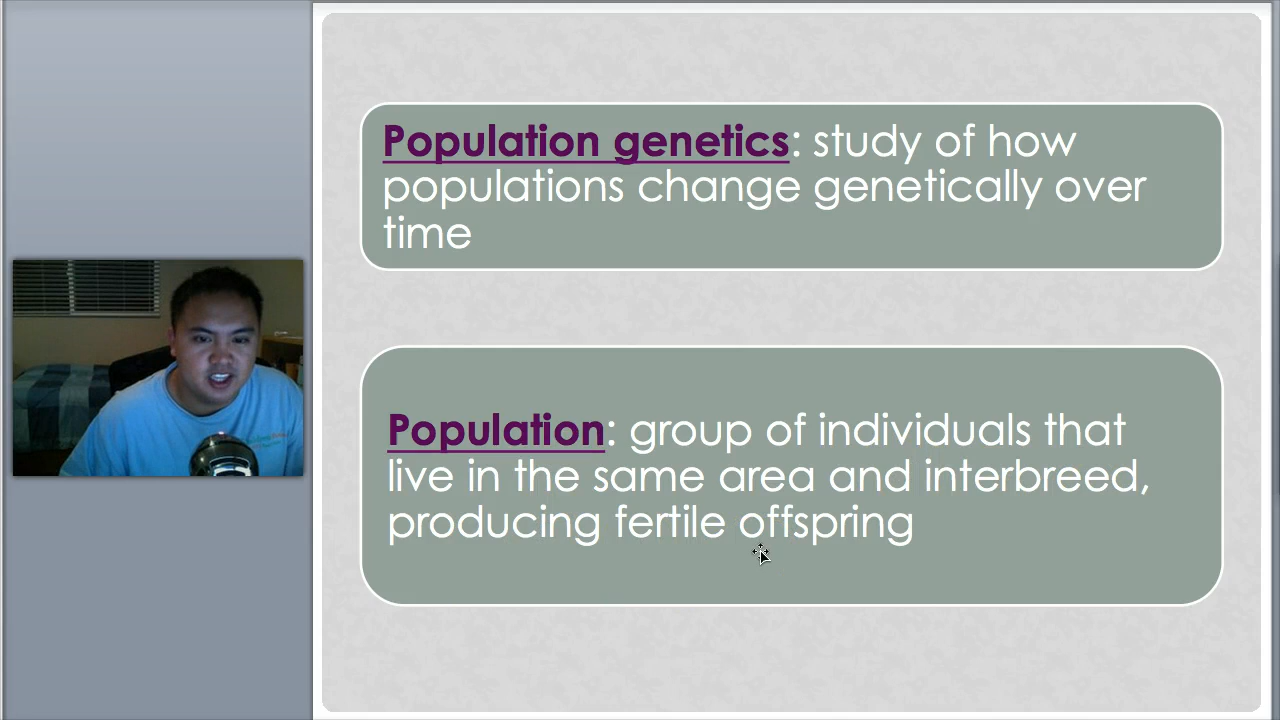 Population genetics: study of how
populations change genetically over
time
Population: group of individuals that
live in the same area and interbreed,
producing fertile offspring